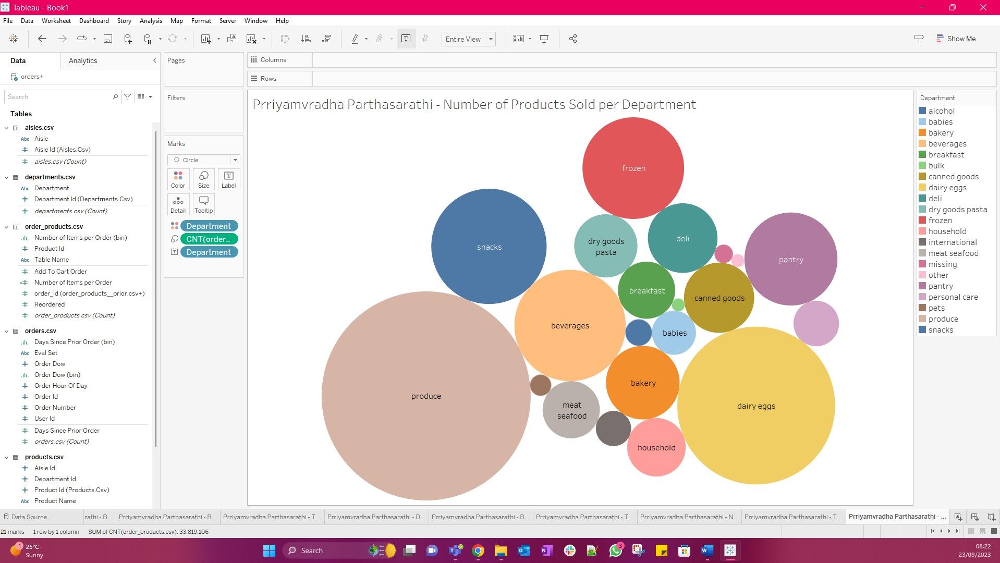 Tableau - Book1
File Data Worksheet Dashboard Story Analysis Map Format Server Window Help
Entire View
Show Me
Data Analytics
orders+
Search
Tables
aisles.csv
Abc Aisle
# Aisle Id (Aisles.Csv)
# aisles.csv (Count)
departments.csv
Abc Department
# Department Id (Departments.Csv)
# departments.csv (Count)
order_products.csv
Number of Items per Order (bin)
# Product Id
Abc Table Name
# Add To Cart Order
=# Number of Items per Order
# order_id (order_products__prior.csv+)
# Reordered
# order_products.csv (Count)
orders.csv
Days Since Prior Order (bin)
Abc Eval Set
# Order Dow
Order Dow (bin)
# Order Hour Of Day
# Order Id
# Order Number
# User Id
# Days Since Prior Order
# orders.csv (Count)
products.csv
# Aisle Id
# Department Id
# Product Id (Products.Csv)
Abc Product Name
Pages
Filters
Marks
Circle
Color Size Label
Detail Tooltip
Department
CNT(order..
Department
Columns
Rows
Prriyamvradha Parthasarathi - Number of Products Sold per Department
frozen
snacks
dry goods
pasta
deli
pantry
breakfast
canned goods
beverages
babies
bakery
produce
meat
seafood
dairy eggs
household
Department
alcohol
babies
bakery
beverages
breakfast
bulk
canned goods
dairy eggs
deli
dry goods pasta
frozen
household
international
meat seafood
missing
other
pantry
personal care
pets
produce
snacks
Data Source rathi - B... Prriyamvradha Parthasarathi - B... Prriyamvradha Parthasarathi - T... Prriyamvradha Parthasarathi - D... Prriyamvradha Parthasarathi - B... Prriyamvradha Parthasarathi - T... Prriyamvradha Parthasarathi - N... Prriyamvradha Parthasarathi - T... Prriyamvradha Parthasarathi - ...
21 marks 1 row by 1 column SUM of CNT(order_products.csv): 33,819,106
1
25°C
Sunny
Search
3
08:22
23/09/2023